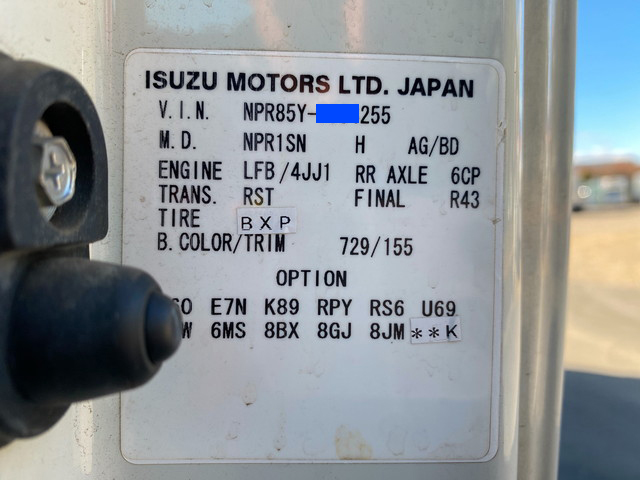 ISUZU MOTORS LTD. JAPAN
V.I.N. NPR85Y- 255
M.D. NPR1SN H AG/BD
ENGINE LFB/4JJ1 RR AXLE 6CP
TRANS. RST FINAL R43
TIRE BXP
B.COLOR/TRIM 729/155
OPTION
E7N K89 RPY RS6 U69
6MS 8BX 8GJ 8JM **K